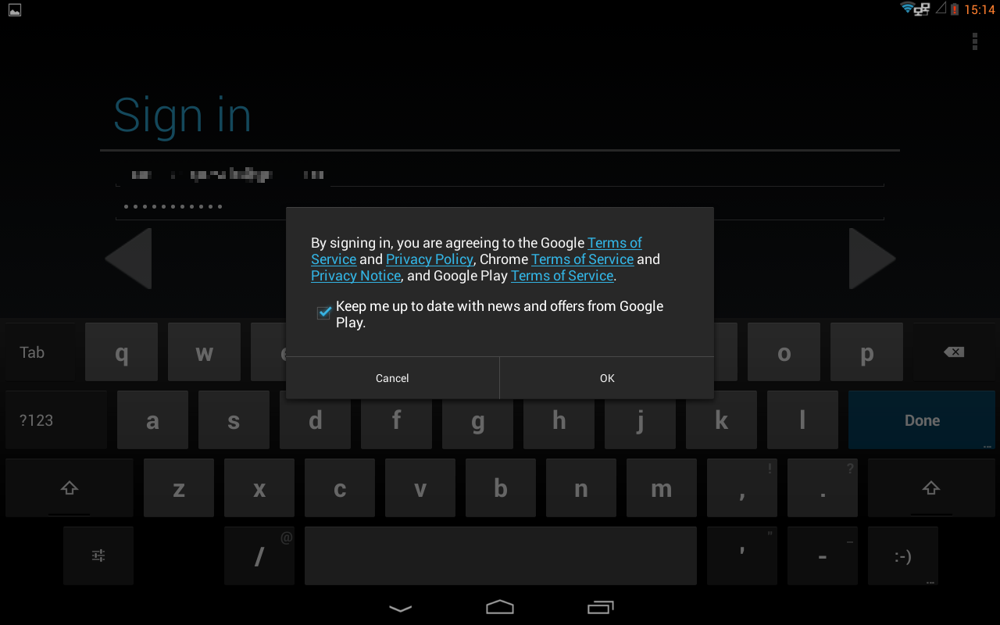 15:14
Sign in
By signing in, you are agreeing to the Google Terms of
Service and Privacy Policy, Chrome Terms of Service and
Privacy Notice, and Google Play Terms of Service.
Keep me up to date with news and offers from Google
Play.
Cancel OK
Tab q w o p
?123 a s d f g h j k l Done
z x c v b n m , ! . ?
/ @ ' " - _ :-)